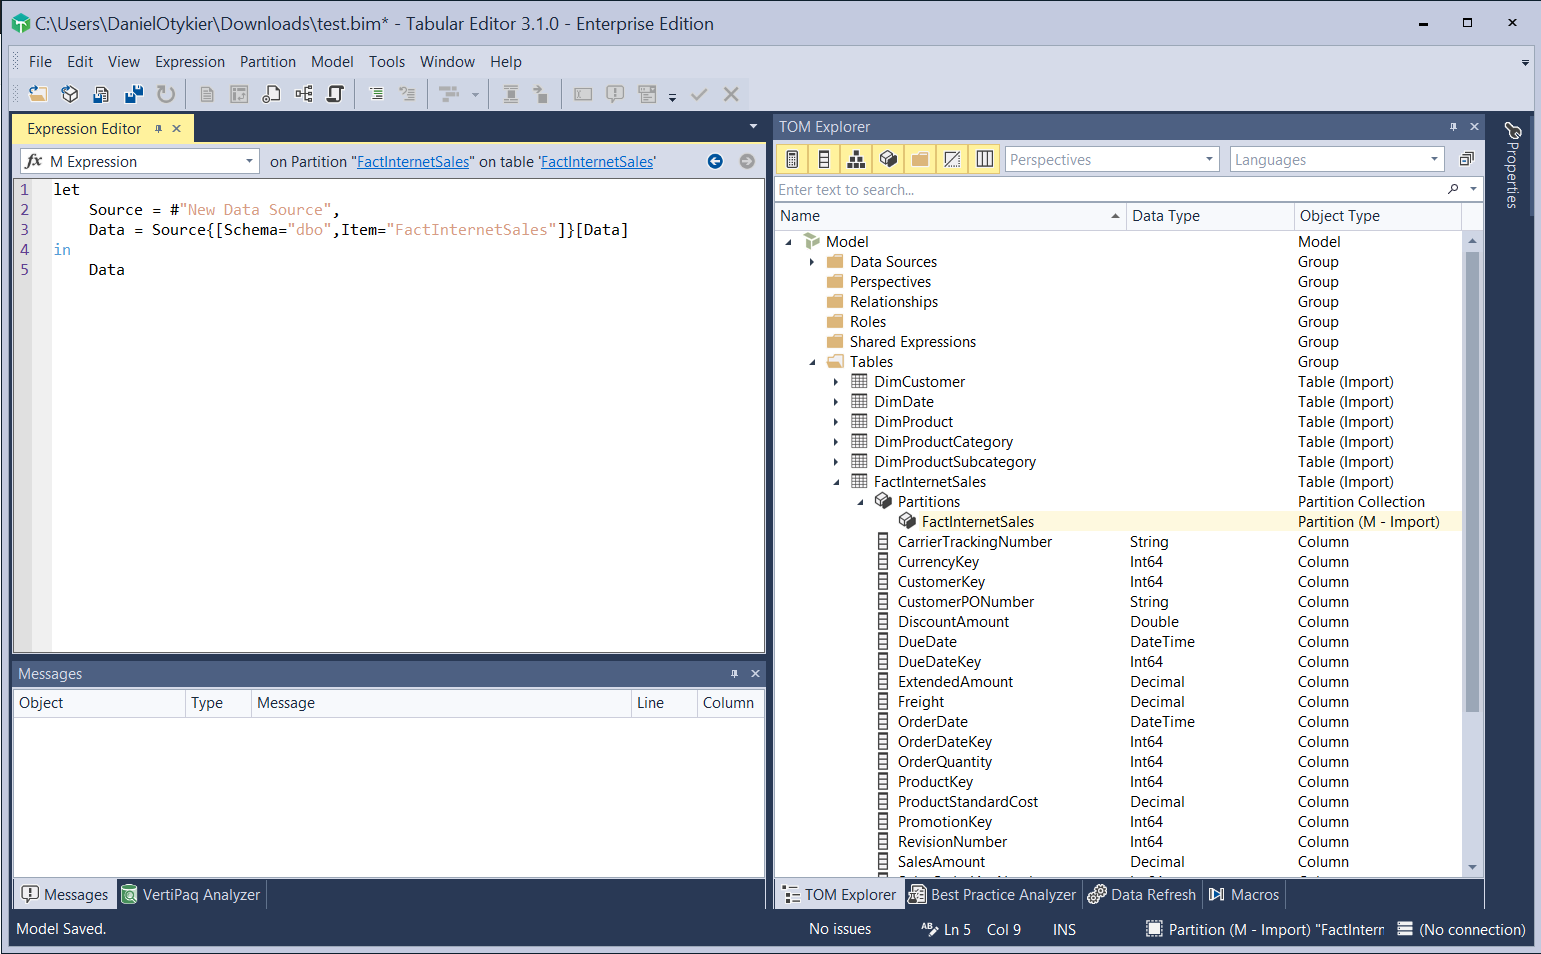 C:\Users\DanielOtykier\Downloads\test.bim* - Tabular Editor 3.1.0 - Enterprise Edition
File Edit View Expression Partition Model Tools Window Help
Expression Editor
fx M Expression on Partition "FactInternetSales" on table 'FactInternetSales'
1 let
2 Source = #"New Data Source",
3 Data = Source{[Schema="dbo",Item="FactInternetSales"]}[Data]
4 in
5 Data
Messages
Object Type Message Line Column
Messages VertiPaq Analyzer
TOM Explorer
Perspectives Languages
Enter text to search...
Name Data Type Object Type
Model Model
Data Sources Group
Perspectives Group
Relationships Group
Roles Group
Shared Expressions Group
Tables Group
DimCustomer Table (Import)
DimDate Table (Import)
DimProduct Table (Import)
DimProductCategory Table (Import)
DimProductSubcategory Table (Import)
FactInternetSales Table (Import)
Partitions Partition Collection
FactInternetSales Partition (M - Import)
CarrierTrackingNumber String Column
CurrencyKey Int64 Column
CustomerKey Int64 Column
CustomerPONumber String Column
DiscountAmount Double Column
DueDate DateTime Column
DueDateKey Int64 Column
ExtendedAmount Decimal Column
Freight Decimal Column
OrderDate DateTime Column
OrderDateKey Int64 Column
OrderQuantity Int64 Column
ProductKey Int64 Column
ProductStandardCost Decimal Column
PromotionKey Int64 Column
RevisionNumber Int64 Column
SalesAmount Decimal Column
TOM Explorer Best Practice Analyzer Data Refresh Macros
Properties
Model Saved. No issues Ln 5 Col 9 INS Partition (M - Import) "FactIntern (No connection)